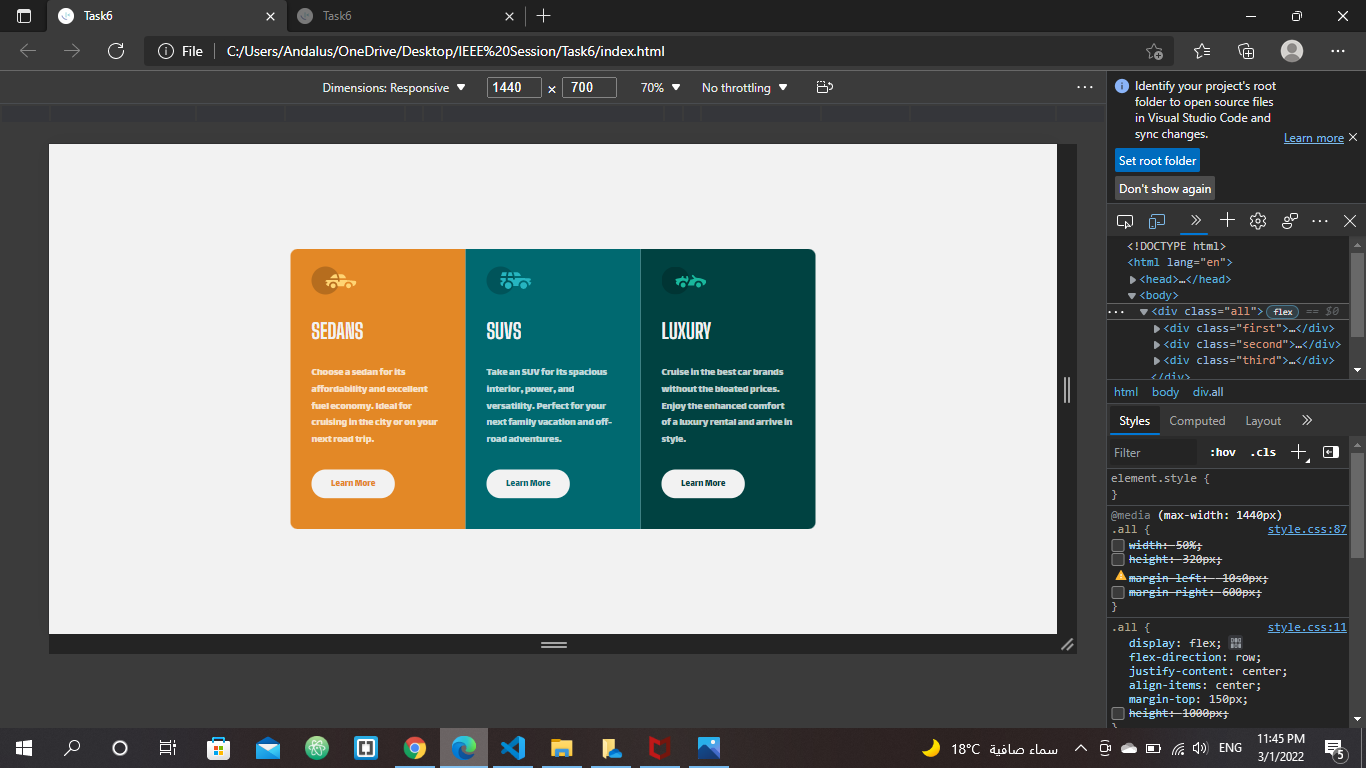 Task6
Task6
File
C:/Users/Andalus/OneDrive/Desktop/IEEE%20Session/Task6/index.html
Dimensions: Responsive
1440 × 700
70%
No throttling
Identify your project's root
folder to open source files
in Visual Studio Code and
sync changes.
Learn more
Set root folder
Don't show again
<!DOCTYPE html>
<html lang="en">
<head>…</head>
<body>
<div class="all"> flex == $0
<div class="first">…</div>
<div class="second">…</div>
<div class="third">…</div>
</div>
html body div.all
Styles Computed Layout
Filter :hov .cls
element.style {
}
@media (max-width: 1440px)
.all { style.css:87
width: 50%;
height: 320px;
margin-left: -10s0px;
margin-right: 600px;
}
.all { style.css:11
display: flex;
flex-direction: row;
justify-content: center;
align-items: center;
margin-top: 150px;
height: 1000px;
}
SEDANS
Choose a sedan for its
affordability and excellent
fuel economy. Ideal for
cruising in the city or on your
next road trip.
Learn More
SUVS
Take an SUV for its spacious
interior, power, and
versatility. Perfect for your
next family vacation and off-
road adventures.
Learn More
LUXURY
Cruise in the best car brands
without the bloated prices.
Enjoy the enhanced comfort
of a luxury rental and arrive in
style.
Learn More
18°C سماء صافية
ENG
11:45 PM
3/1/2022
5